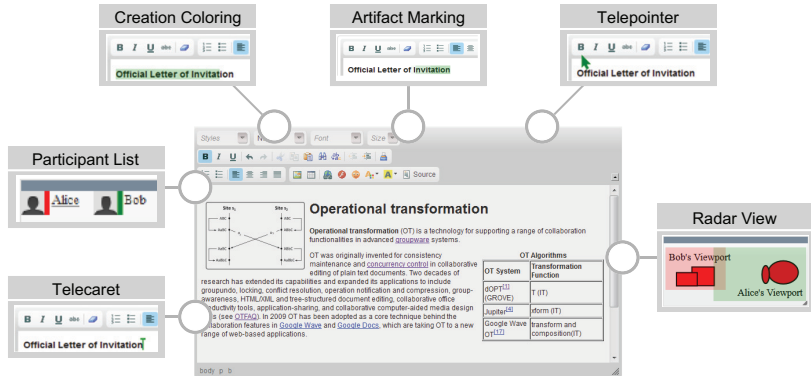 Creation Coloring
Artifact Marking
Telepointer
B I U abc
Official Letter of Invitation
B I U abc
Official Letter of Invitation
B I U abc
Official Letter of Invitation
Styles
Font
Size
B I U
Source
Participant List
Alice
Bob
Radar View
Bob's Viewport
Alice's Viewport
Telecaret
B I U abc
Official Letter of Invitation
Operational transformation
Operational transformation (OT) is a technology for supporting a range of collaboration
functionalities in advanced groupware systems.
OT was originally invented for consistency
maintenance and concurrency control in collaborative
editing of plain text documents. Two decades of
research has extended its capabilities and expanded its applications to include
groupundo, locking, conflict resolution, operation notification and compression, group-
awareness, HTML/XML and tree-structured document editing, collaborative office
productivity tools, application-sharing, and collaborative computer-aided media design
(see OTFAQ). In 2009 OT has been adopted as a core technique behind the
collaboration features in Google Wave and Google Docs, which are taking OT to a new
range of web-based applications.
OT Algorithms
OT System
Transformation
Function
dOPT[1]
(GROVE)
T (IT)
Jupiter[4]
xform (IT)
Google Wave
OT[17]
transform and
composition(IT)
body p b